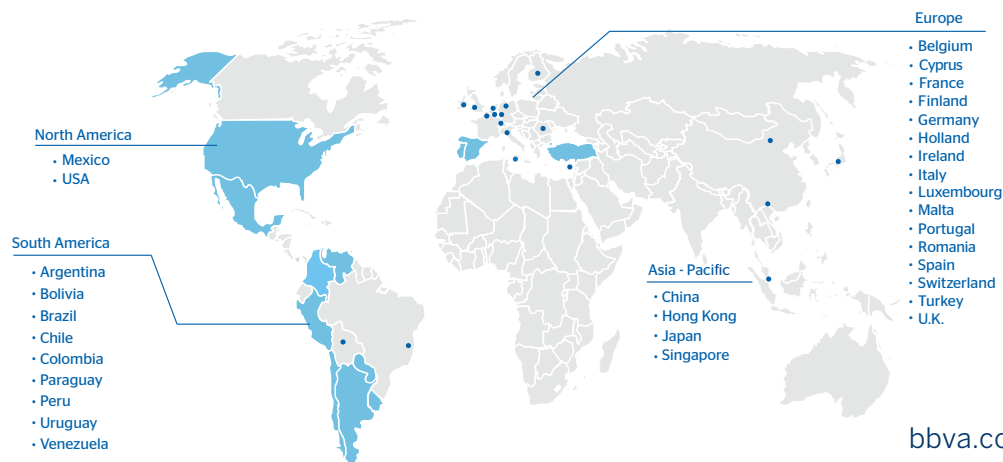 Europe
• Belgium
• Cyprus
• France
• Finland
• Germany
• Holland
• Ireland
• Italy
• Luxembourg
• Malta
• Portugal
• Romania
• Spain
• Switzerland
• Turkey
• U.K.
North America
• Mexico
• USA
South America
• Argentina
• Bolivia
• Brazil
• Chile
• Colombia
• Paraguay
• Peru
• Uruguay
• Venezuela
Asia - Pacific
• China
• Hong Kong
• Japan
• Singapore
bbva.co